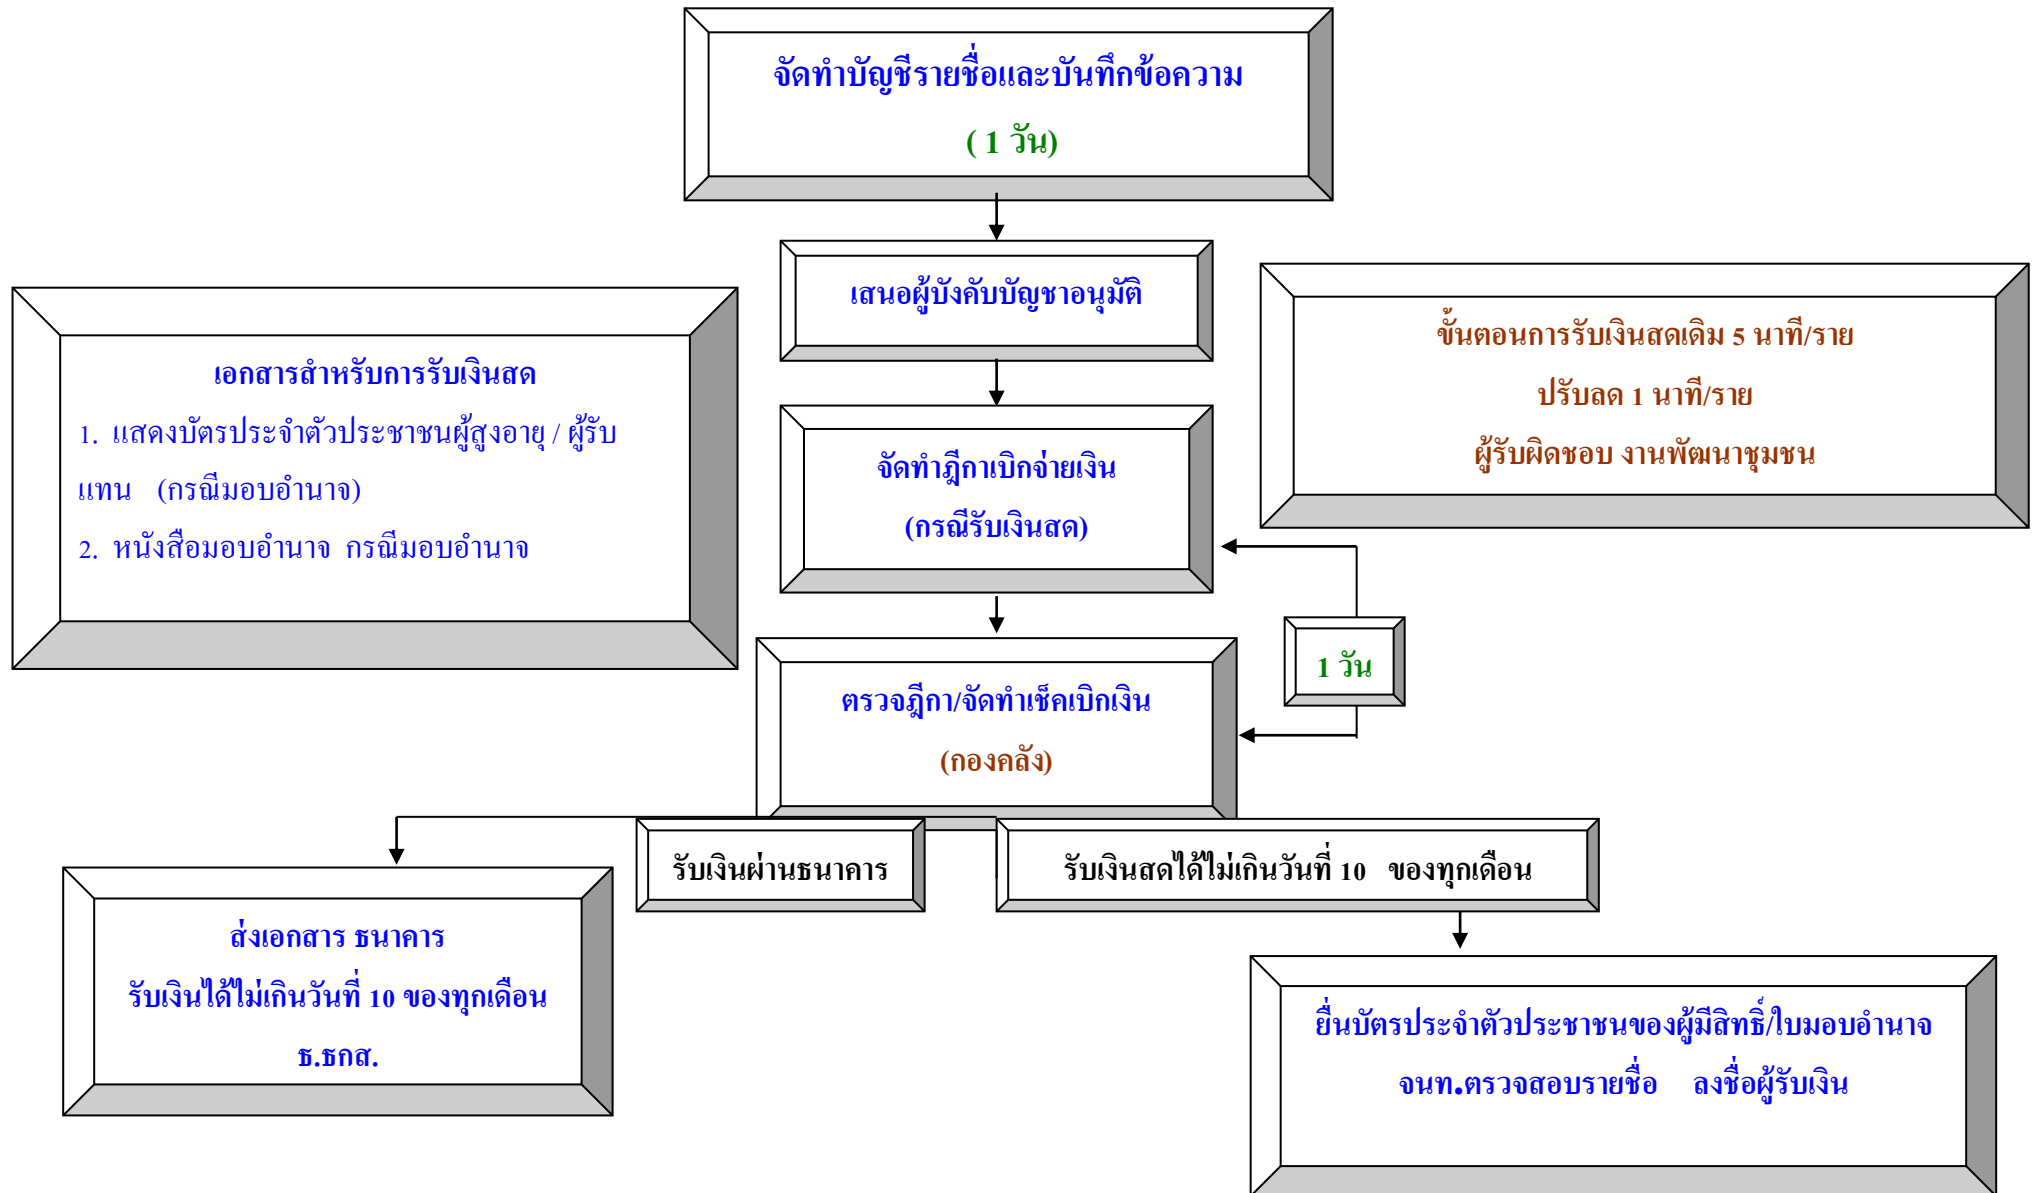 จัดทำบัญชีรายชื่อและบันทึกข้อความ
( 1 วัน)
เสนอผู้บังคับบัญชาอนุมัติ
เอกสารสำหรับการรับเงินสด
1. แสดงบัตรประจำตัวประชาชนผู้สูงอายุ / ผู้รับ
แทน (กรณีมอบอำนาจ)
2. หนังสือมอบอำนาจ กรณีมอบอำนาจ
ขั้นตอนการรับเงินสดเดิม 5 นาที/ราย
ปรับลด 1 นาที/ราย
ผู้รับผิดชอบ งานพัฒนาชุมชน
จัดทำฎีกาเบิกจ่ายเงิน
(กรณีรับเงินสด)
1 วัน
ตรวจฎีกา/จัดทำเช็คเบิกเงิน
(กองคลัง)
รับเงินผ่านธนาคาร
รับเงินสดได้ไม่เกินวันที่ 10 ของทุกเดือน
ส่งเอกสาร ธนาคาร
รับเงินได้ไม่เกินวันที่ 10 ของทุกเดือน
ธ.ธกส.
ยื่นบัตรประจำตัวประชาชนของผู้มีสิทธิ์/ใบมอบอำนาจ
จนท.ตรวจสอบรายชื่อ ลงชื่อผู้รับเงิน